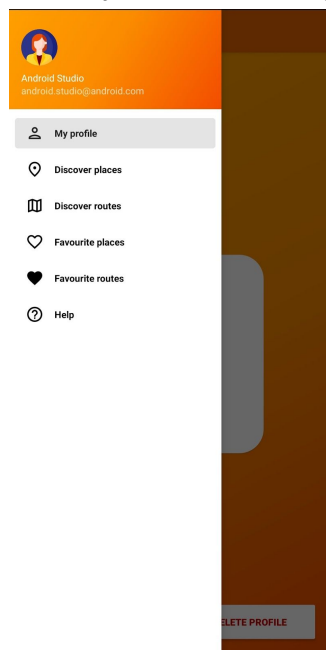 Android Studio
android.studio@android.com
My profile
Discover places
Discover routes
Favourite places
Favourite routes
Help
ELETE PROFILE